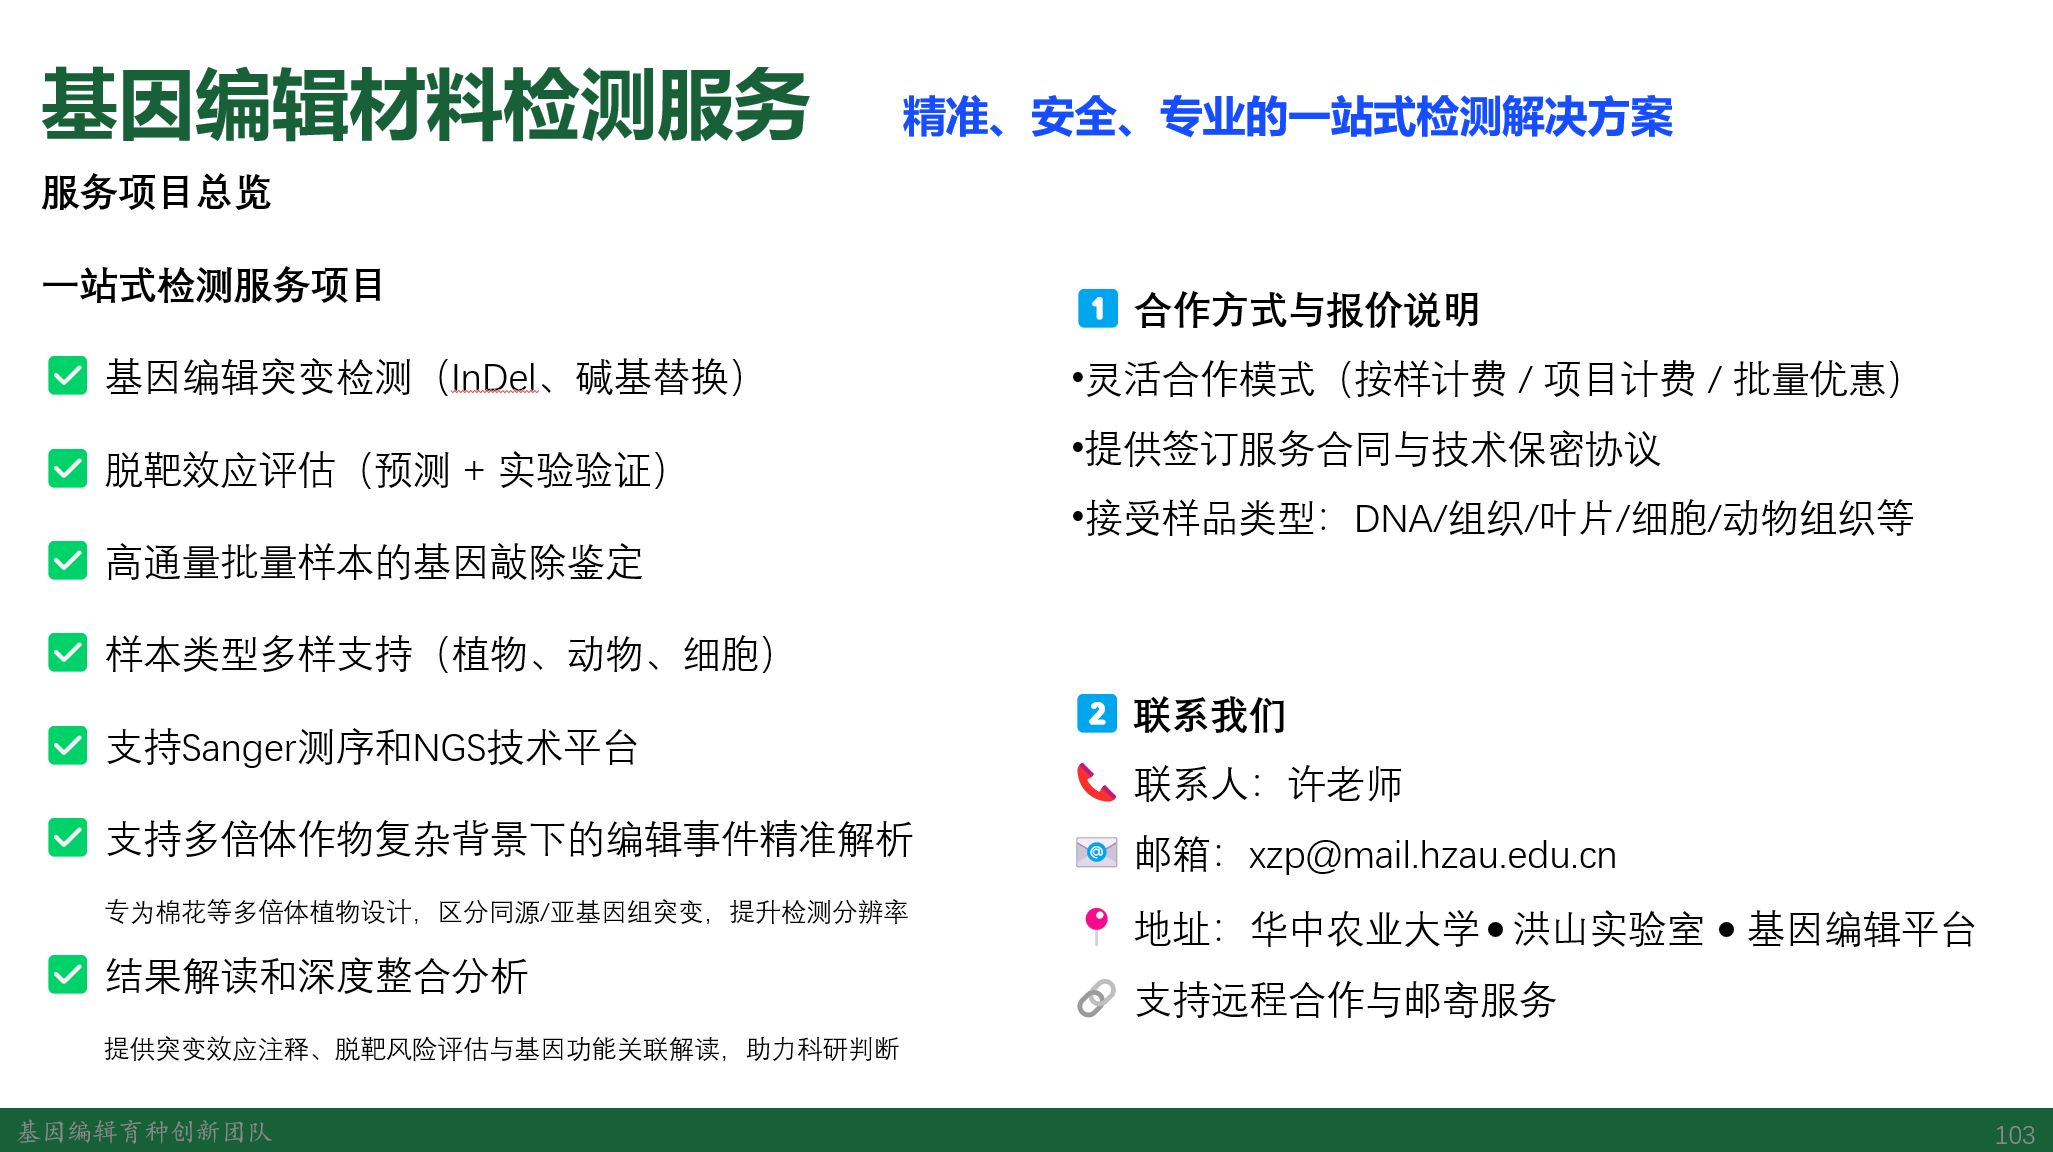 基因编辑材料检测服务
精准、安全、专业的一站式检测解决方案
服务项目总览
一站式检测服务项目
✅ 基因编辑突变检测（InDel、碱基替换）
✅ 脱靶效应评估（预测 + 实验验证）
✅ 高通量批量样本的基因敲除鉴定
✅ 样本类型多样支持（植物、动物、细胞）
✅ 支持Sanger测序和NGS技术平台
✅ 支持多倍体作物复杂背景下的编辑事件精准解析
专为棉花等多倍体植物设计，区分同源/亚基因组突变，提升检测分辨率
✅ 结果解读和深度整合分析
提供突变效应注释、脱靶风险评估与基因功能关联解读，助力科研判断
1 合作方式与报价说明
•灵活合作模式（按样计费 / 项目计费 / 批量优惠）
•提供签订服务合同与技术保密协议
•接受样品类型：DNA/组织/叶片/细胞/动物组织等
2 联系我们
联系人：许老师
邮箱：xzp@mail.hzau.edu.cn
地址：华中农业大学•洪山实验室 • 基因编辑平台
支持远程合作与邮寄服务
基因编辑育种创新团队
103